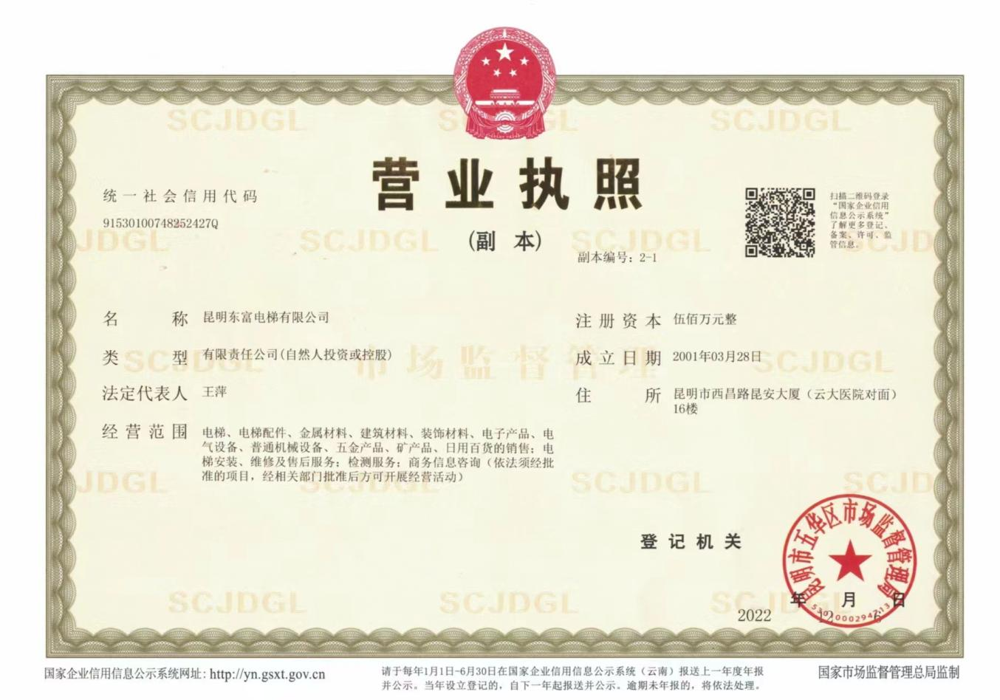 营业执照
(副 本)
副本编号：2-1
统一社会信用代码
91530100748252427Q
扫描二维码登录
“国家企业信用
信息公示系统”
了解更多登记、
备案、许可、监
管信息。
名 称 昆明东富电梯有限公司
类 型 有限责任公司(自然人投资或控股)
法定代表人 王萍
经营范围 电梯、电梯配件、金属材料、建筑材料、装饰材料、电子产品、电
气设备、普通机械设备、五金产品、矿产品、日用百货的销售；电
梯安装、维修及售后服务；检测服务；商务信息咨询（依法须经批
准的项目，经相关部门批准后方可开展经营活动）
注册资本 伍佰万元整
成立日期 2001年03月28日
住 所 昆明市西昌路昆安大厦（云大医院对面）
16楼
市场监督管理
SCJDGL
登记机关
昆明市五华区市场监督管理局
年 月 日
2022 12 6
国家企业信用信息公示系统网址：http://yn.gsxt.gov.cn
请于每年1月1日-6月30日在国家企业信用信息公示系统（云南）报送上一年度年报
并公示。当年设立登记的，自下一年起报送并公示。逾期未年报的，将依法处理。
国家市场监督管理总局监制